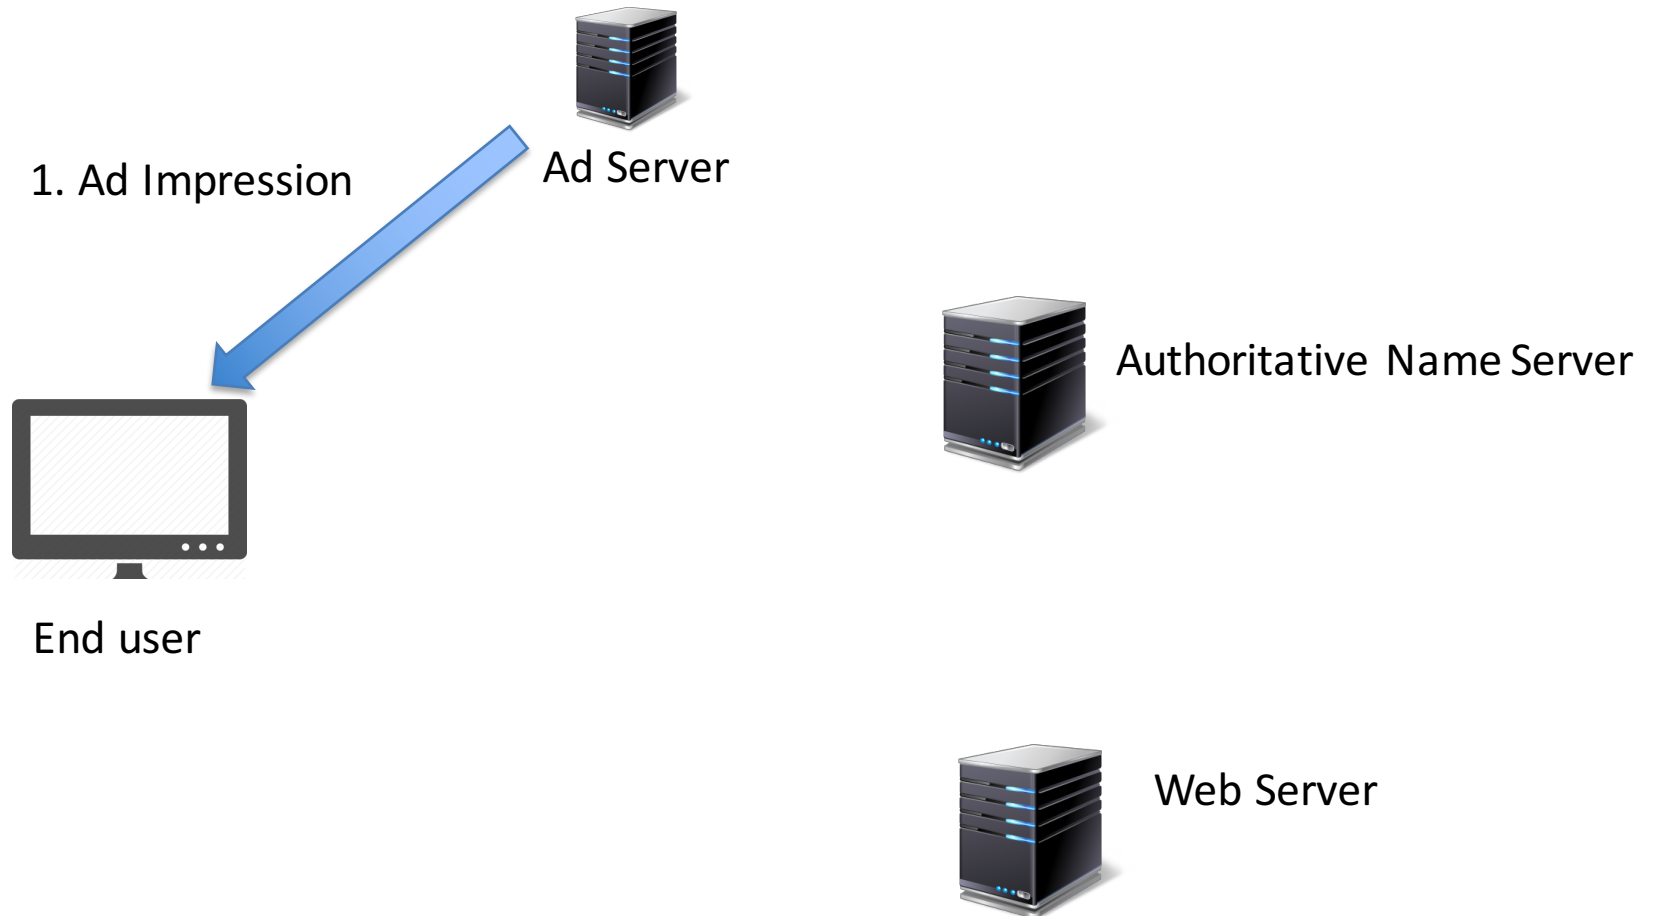 Ad Server
1. Ad Impression
Authoritative Name Server
End user
Web Server